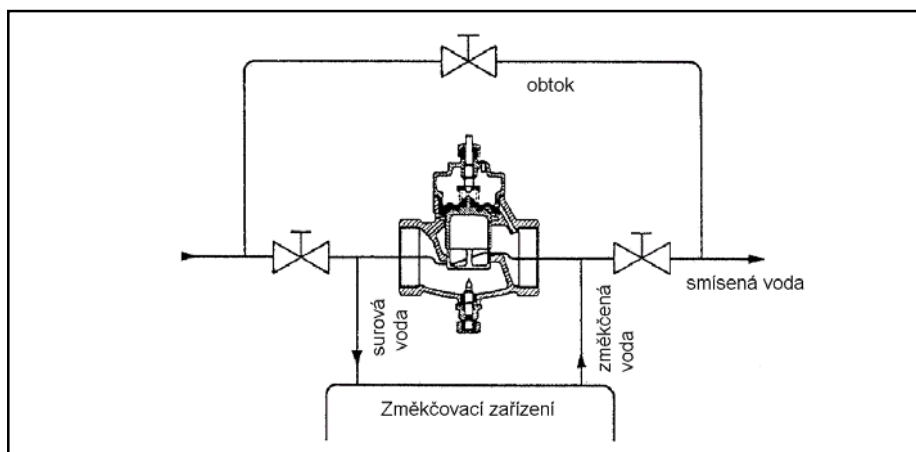 obtok
smísená voda
surová
voda
změkčená
voda
Změkčovací zařízení